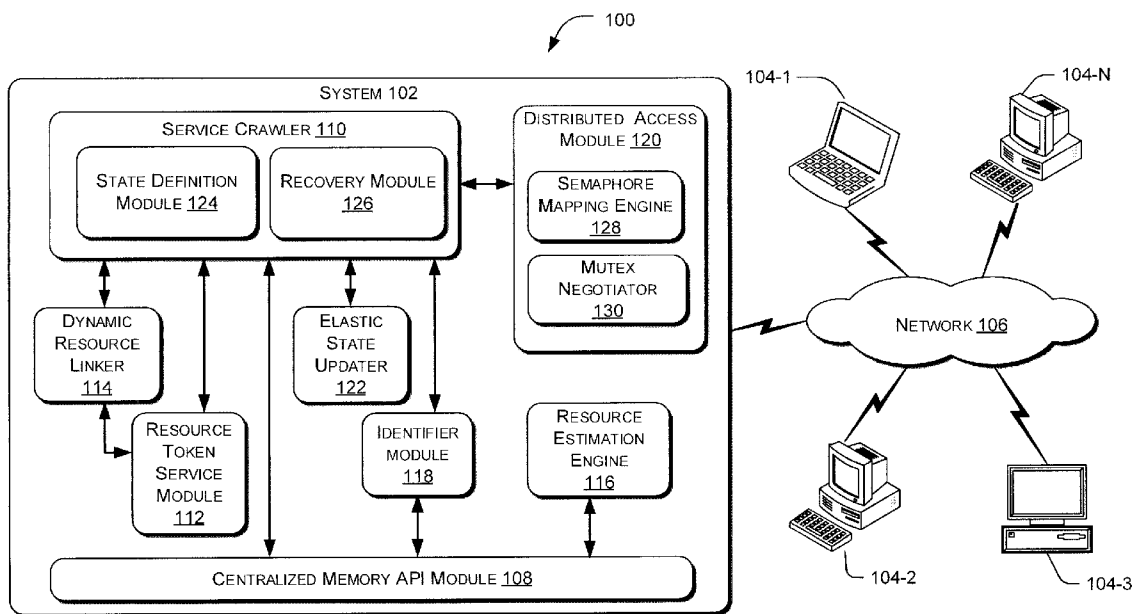 100
SYSTEM 102
SERVICE CRAWLER 110
STATE DEFINITION
MODULE 124
RECOVERY MODULE
126
DISTRIBUTED ACCESS
MODULE 120
SEMAPHORE
MAPPING ENGINE
128
MUTEX
NEGOTIATOR
130
DYNAMIC
RESOURCE
LINKER
114
RESOURCE
TOKEN
SERVICE
MODULE
112
ELASTIC
STATE
UPDATER
122
IDENTIFIER
MODULE
118
RESOURCE
ESTIMATION
ENGINE
116
CENTRALIZED MEMORY API MODULE 108
104-1
104-N
NETWORK 106
104-2
104-3